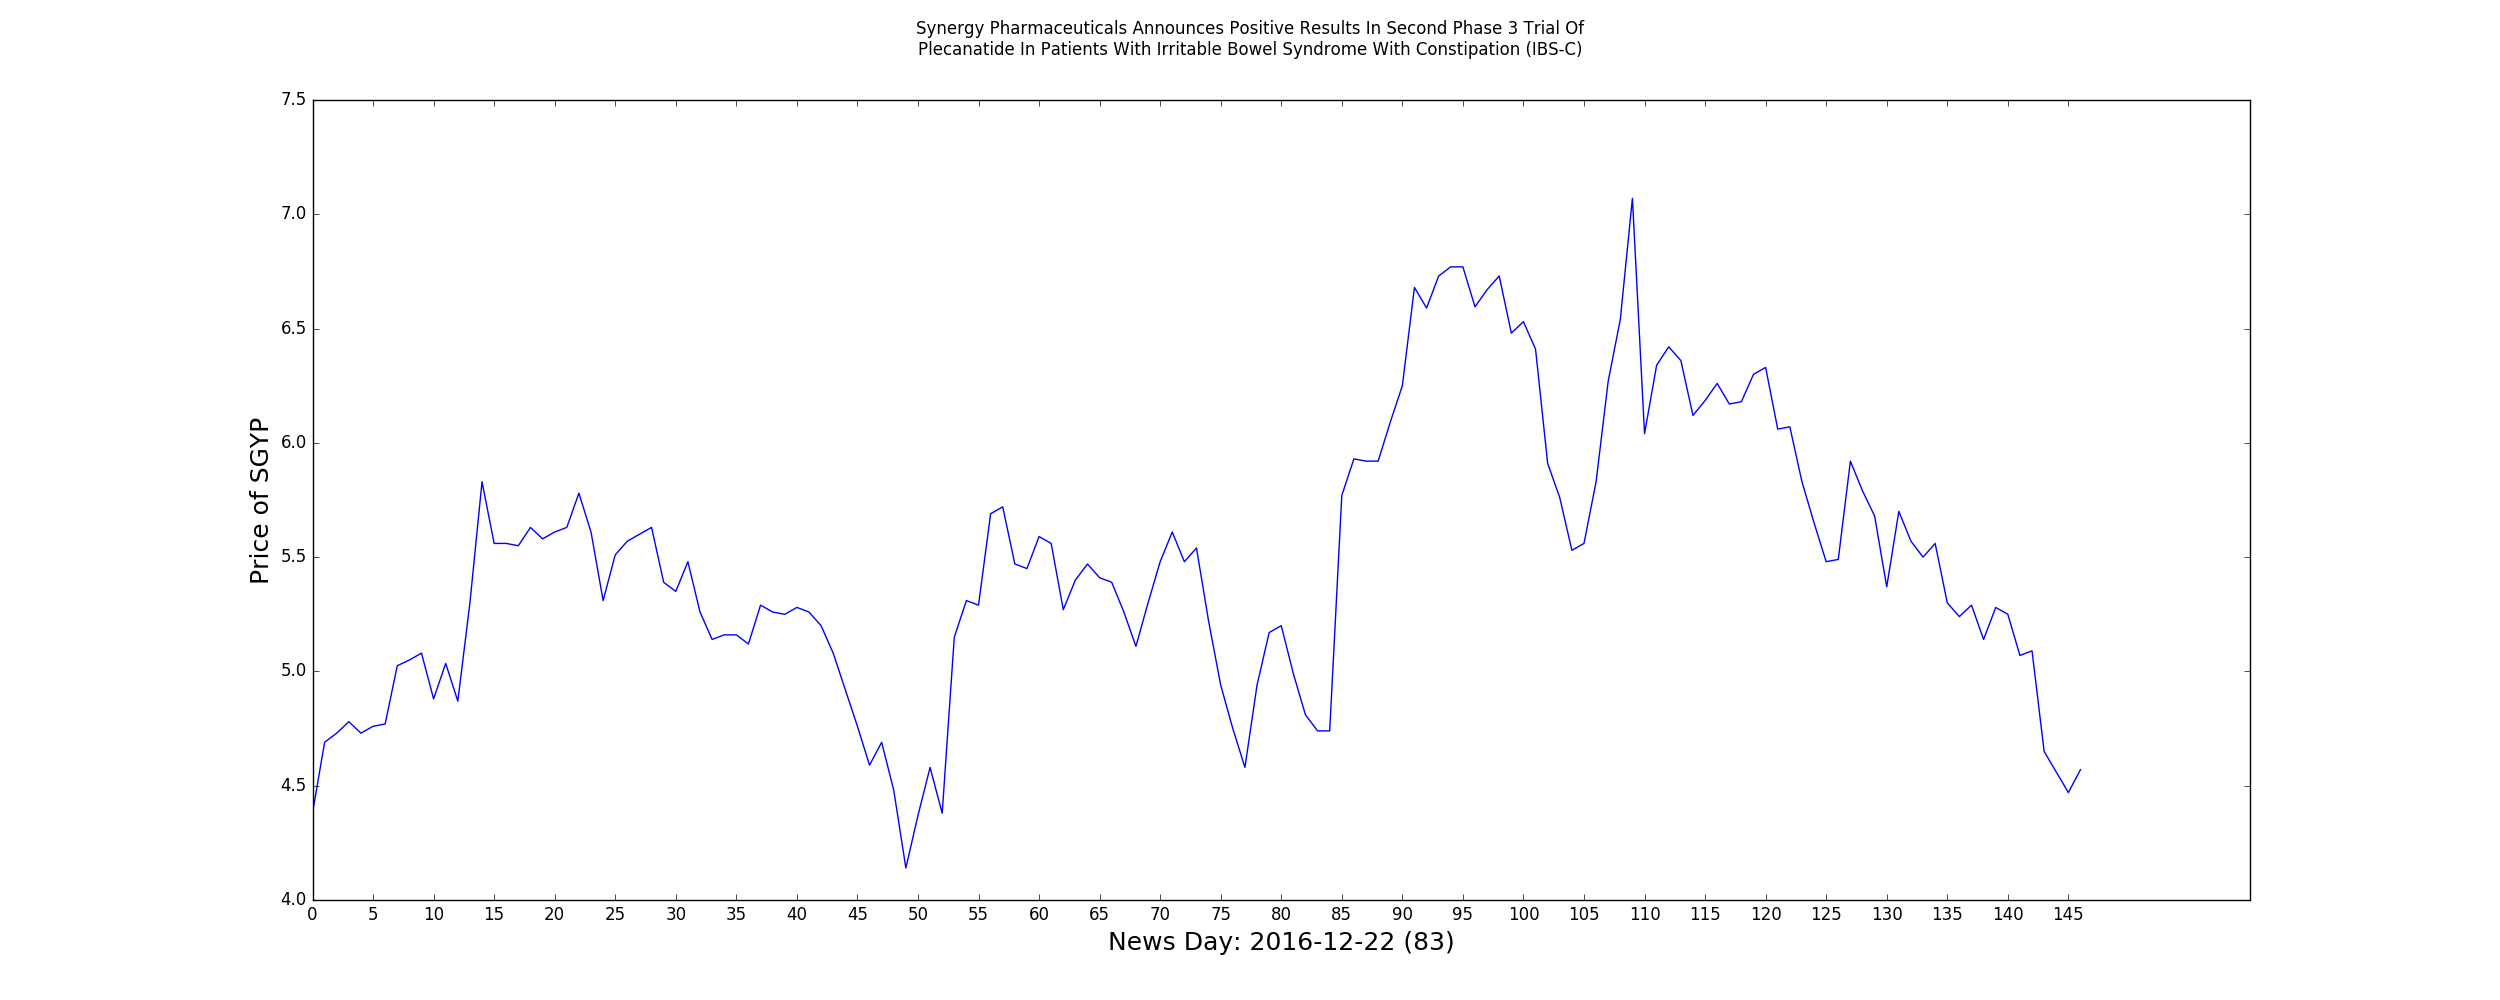 Synergy Pharmaceuticals Announces Positive Results In Second Phase 3 Trial Of
Plecanatide In Patients With Irritable Bowel Syndrome With Constipation (IBS-C)
7.5
7.0
6.5
6.0
5.5
5.0
4.5
4.0
Price of SGYP
0 5 10 15 20 25 30 35 40 45 50 55 60 65 70 75 80 85 90 95 100 105 110 115 120 125 130 135 140 145
News Day: 2016-12-22 (83)